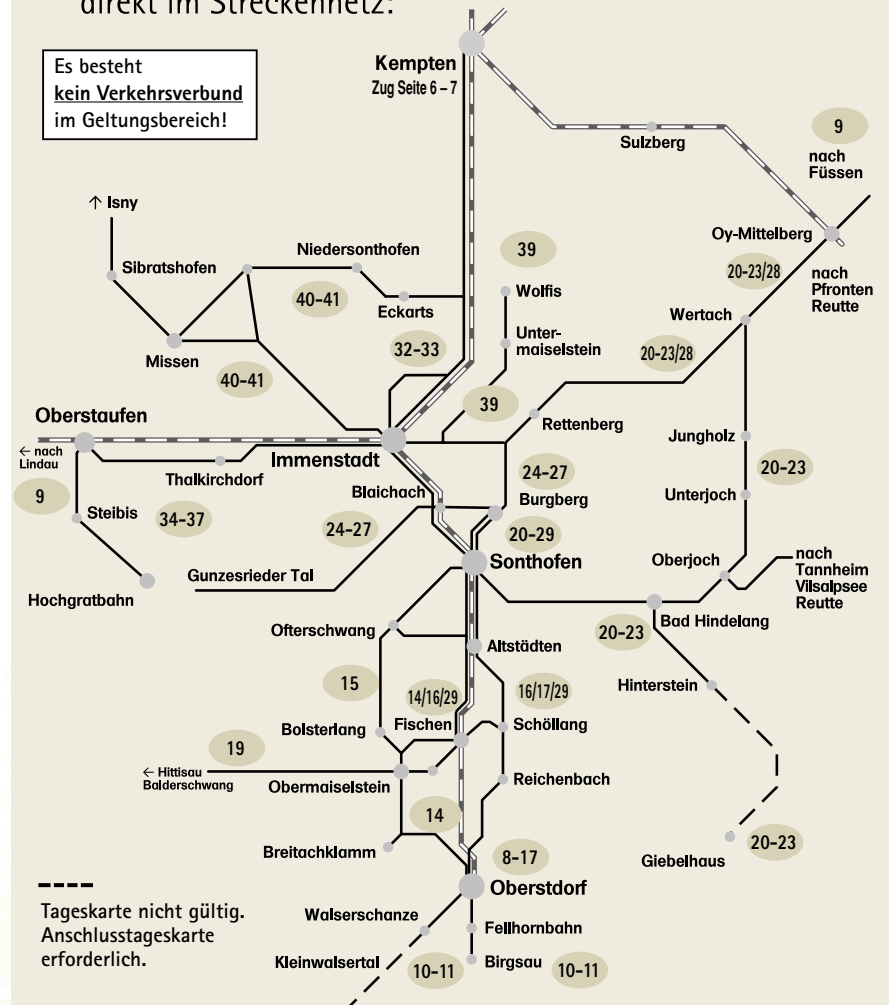 direkt im Streckennetz:
Es besteht
kein Verkehrsverbund
im Geltungsbereich!
Kempten
Zug Seite 6 – 7
Sulzberg
9
nach
Füssen
↑ Isny
Oy-Mittelberg
Sibratshofen
Niedersonthofen
39
20-23/28
nach
Pfronten
Reutte
40-41
Wolfis
Eckarts
Wertach
Missen
32-33
Unter-
maiselstein
20-23/28
40-41
39
Oberstaufen
Rettenberg
Jungholz
← nach
Lindau
Immenstadt
Thalkirchdorf
24-27
20-23
9
Steibis
34-37
Blaichach
Burgberg
Unterjoch
24-27
20-29
Gunzesrieder Tal
Sonthofen
Oberjoch
nach
Tannheim
Vilsalpsee
Reutte
Hochgratbahn
Ofterschwang
Bad Hindelang
20-23
Altstädten
15
14/16/29
16/17/29
Hinterstein
Bolsterlang
Fischen
Schöllang
19
← Hittisau
Balderschwang
Obermaiselstein
Reichenbach
14
Breitachklamm
8-17
20-23
Giebelhaus
Oberstdorf
Tageskarte nicht gültig.
Anschlusstageskarte
erforderlich.
Walserschanze
Fellhornbahn
Kleinwalsertal
10-11
Birgsau
10-11